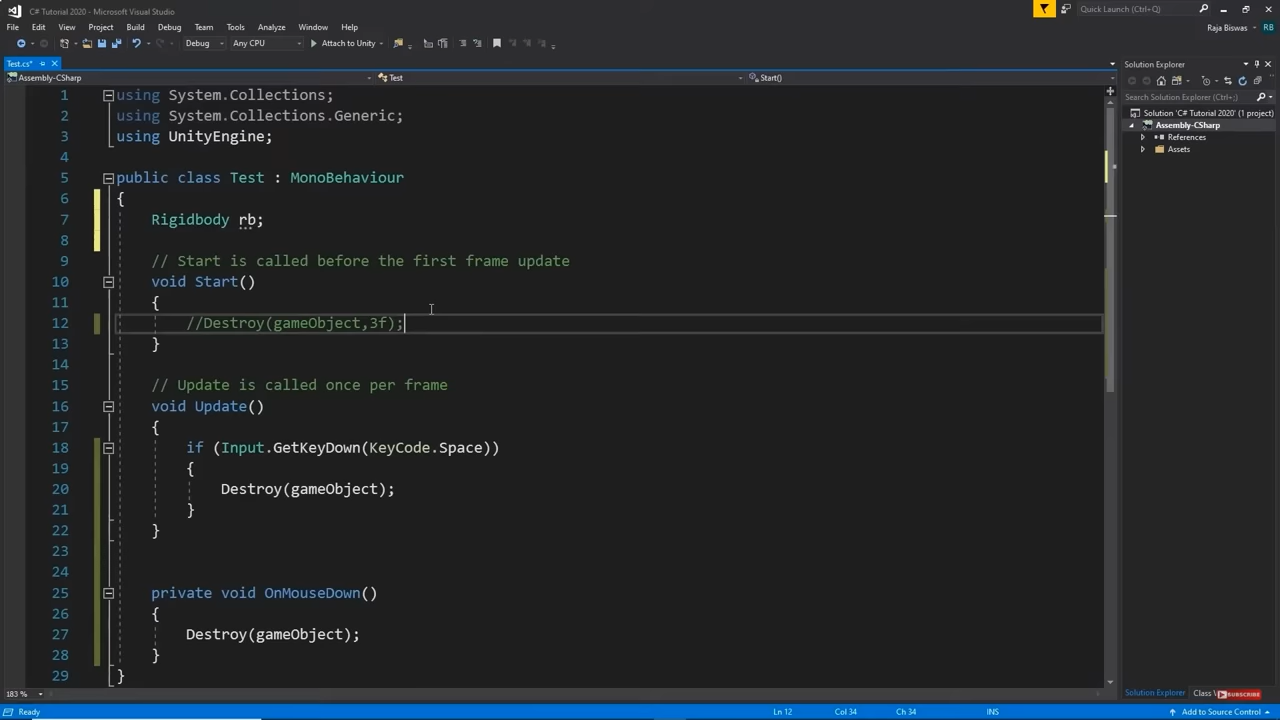 C# Tutorial 2020 - Microsoft Visual Studio
Quick Launch (Ctrl+Q)
File Edit View Project Build Debug Team Tools Test Analyze Window Help
Raja Biswas RB
Debug Any CPU Attach to Unity
Test.cs*
Solution Explorer
Assembly-CSharp Test Start()
Search Solution Explorer (Ctrl+;)
Solution 'C# Tutorial 2020' (1 project)
Assembly-CSharp
References
Assets
1 using System.Collections;
2 using System.Collections.Generic;
3 using UnityEngine;
4
5 public class Test : MonoBehaviour
6 {
7 Rigidbody rb;
8
9 // Start is called before the first frame update
10 void Start()
11 {
12 //Destroy(gameObject,3f);
13 }
14
15 // Update is called once per frame
16 void Update()
17 {
18 if (Input.GetKeyDown(KeyCode.Space))
19 {
20 Destroy(gameObject);
21 }
22 }
23
24
25 private void OnMouseDown()
26 {
27 Destroy(gameObject);
28 }
29 }
183 %
Solution Explorer Class SUBSCRIBE
Ready Ln 12 Col 34 Ch 34 INS Add to Source Control